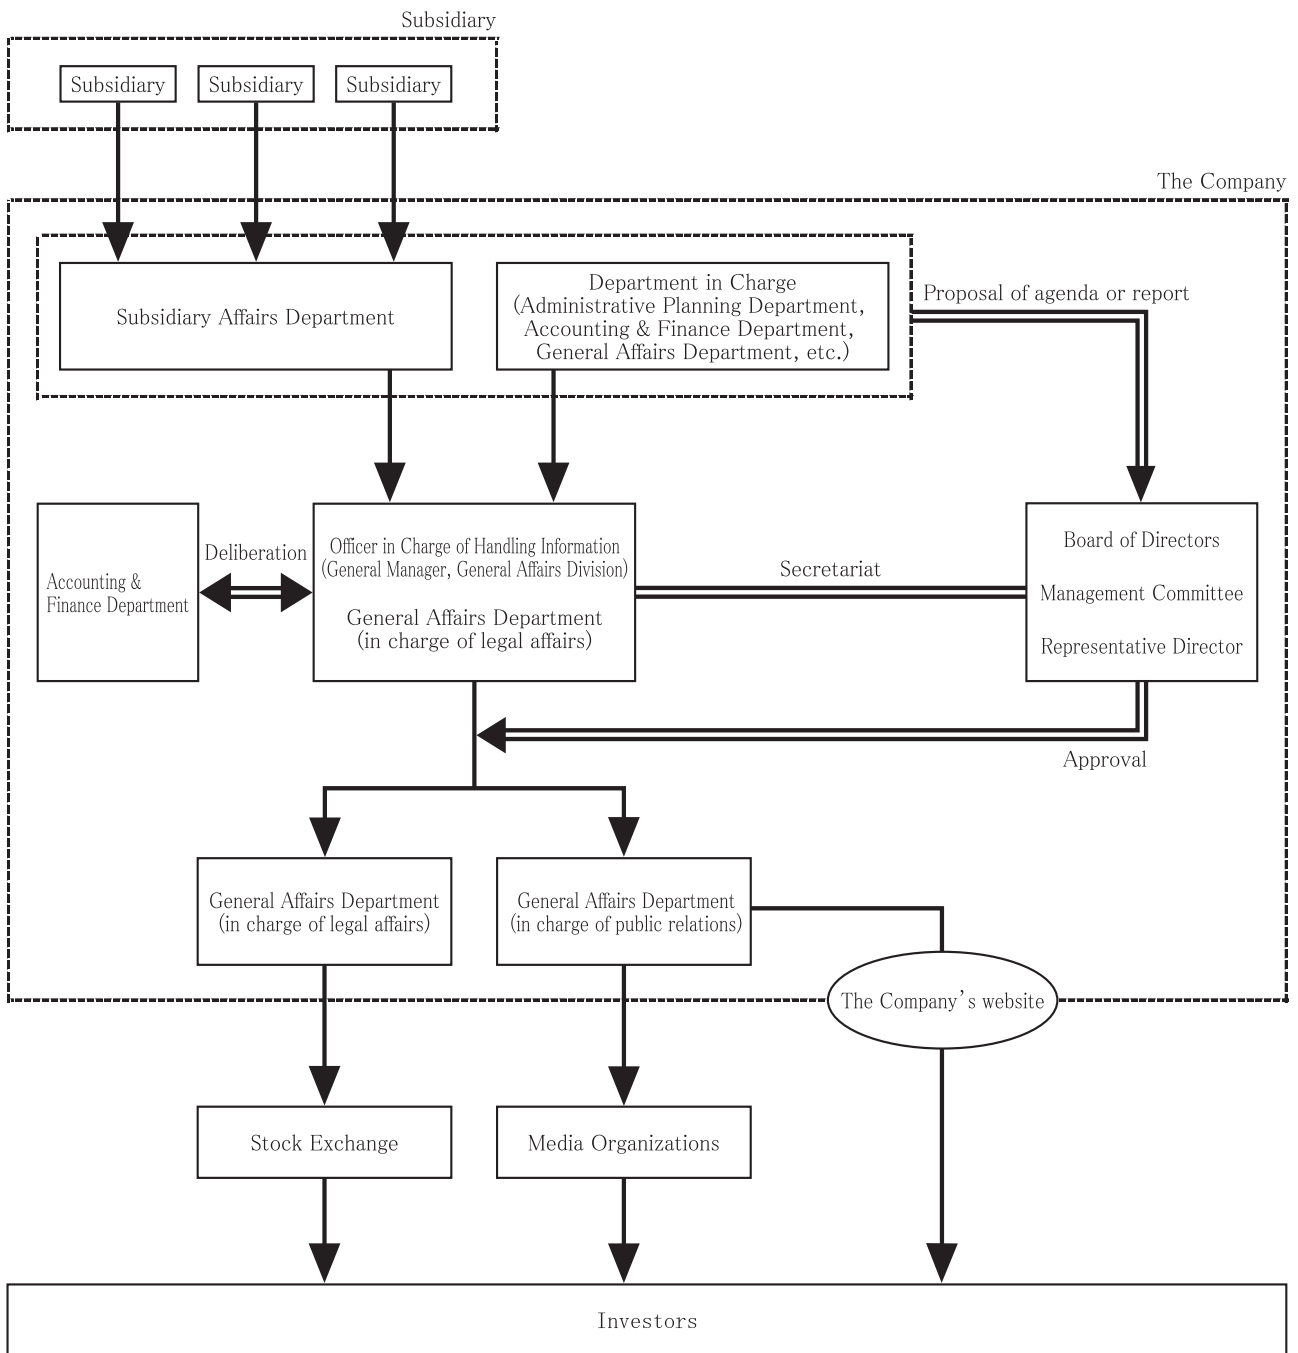 Subsidiary
Subsidiary
Subsidiary
Subsidiary
The Company
Subsidiary Affairs Department
Department in Charge
(Administrative Planning Department,
Accounting & Finance Department,
General Affairs Department, etc.)
Proposal of agenda or report
Accounting &
Finance Department
Deliberation
Officer in Charge of Handling Information
(General Manager, General Affairs Division)
General Affairs Department
(in charge of legal affairs)
Secretariat
Board of Directors
Management Committee
Representative Director
Approval
General Affairs Department
(in charge of legal affairs)
General Affairs Department
(in charge of public relations)
The Company's website
Stock Exchange
Media Organizations
Investors